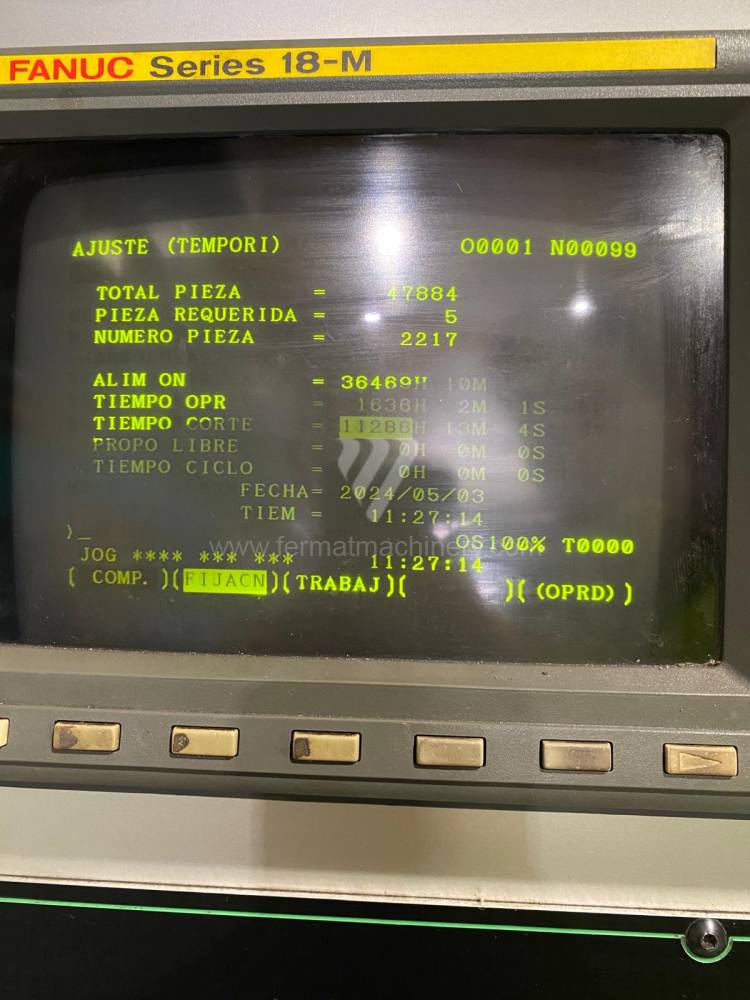 FANUC Series 18-M
AJUSTE (TEMPORI) O0001 N00099
TOTAL PIEZA = 47884
PIEZA REQUERIDA = 5
NUMERO PIEZA = 2217
ALIM ON = 36469H 10M
TIEMPO OPR = 1636H 2M 1S
TIEMPO CORTE = 11286H 13M 4S
PROPO LIBRE = 0H 0M 0S
TIEMPO CICLO = 0H 0M 0S
FECHA= 2024/05/03
TIEM = 11:27:14
)_
www.fermatmachinery.com
OS100% T0000
JOG **** *** *** 11:27:14
( COMP. )(FIJACN)(TRABAJ)( )( (OPRD) )